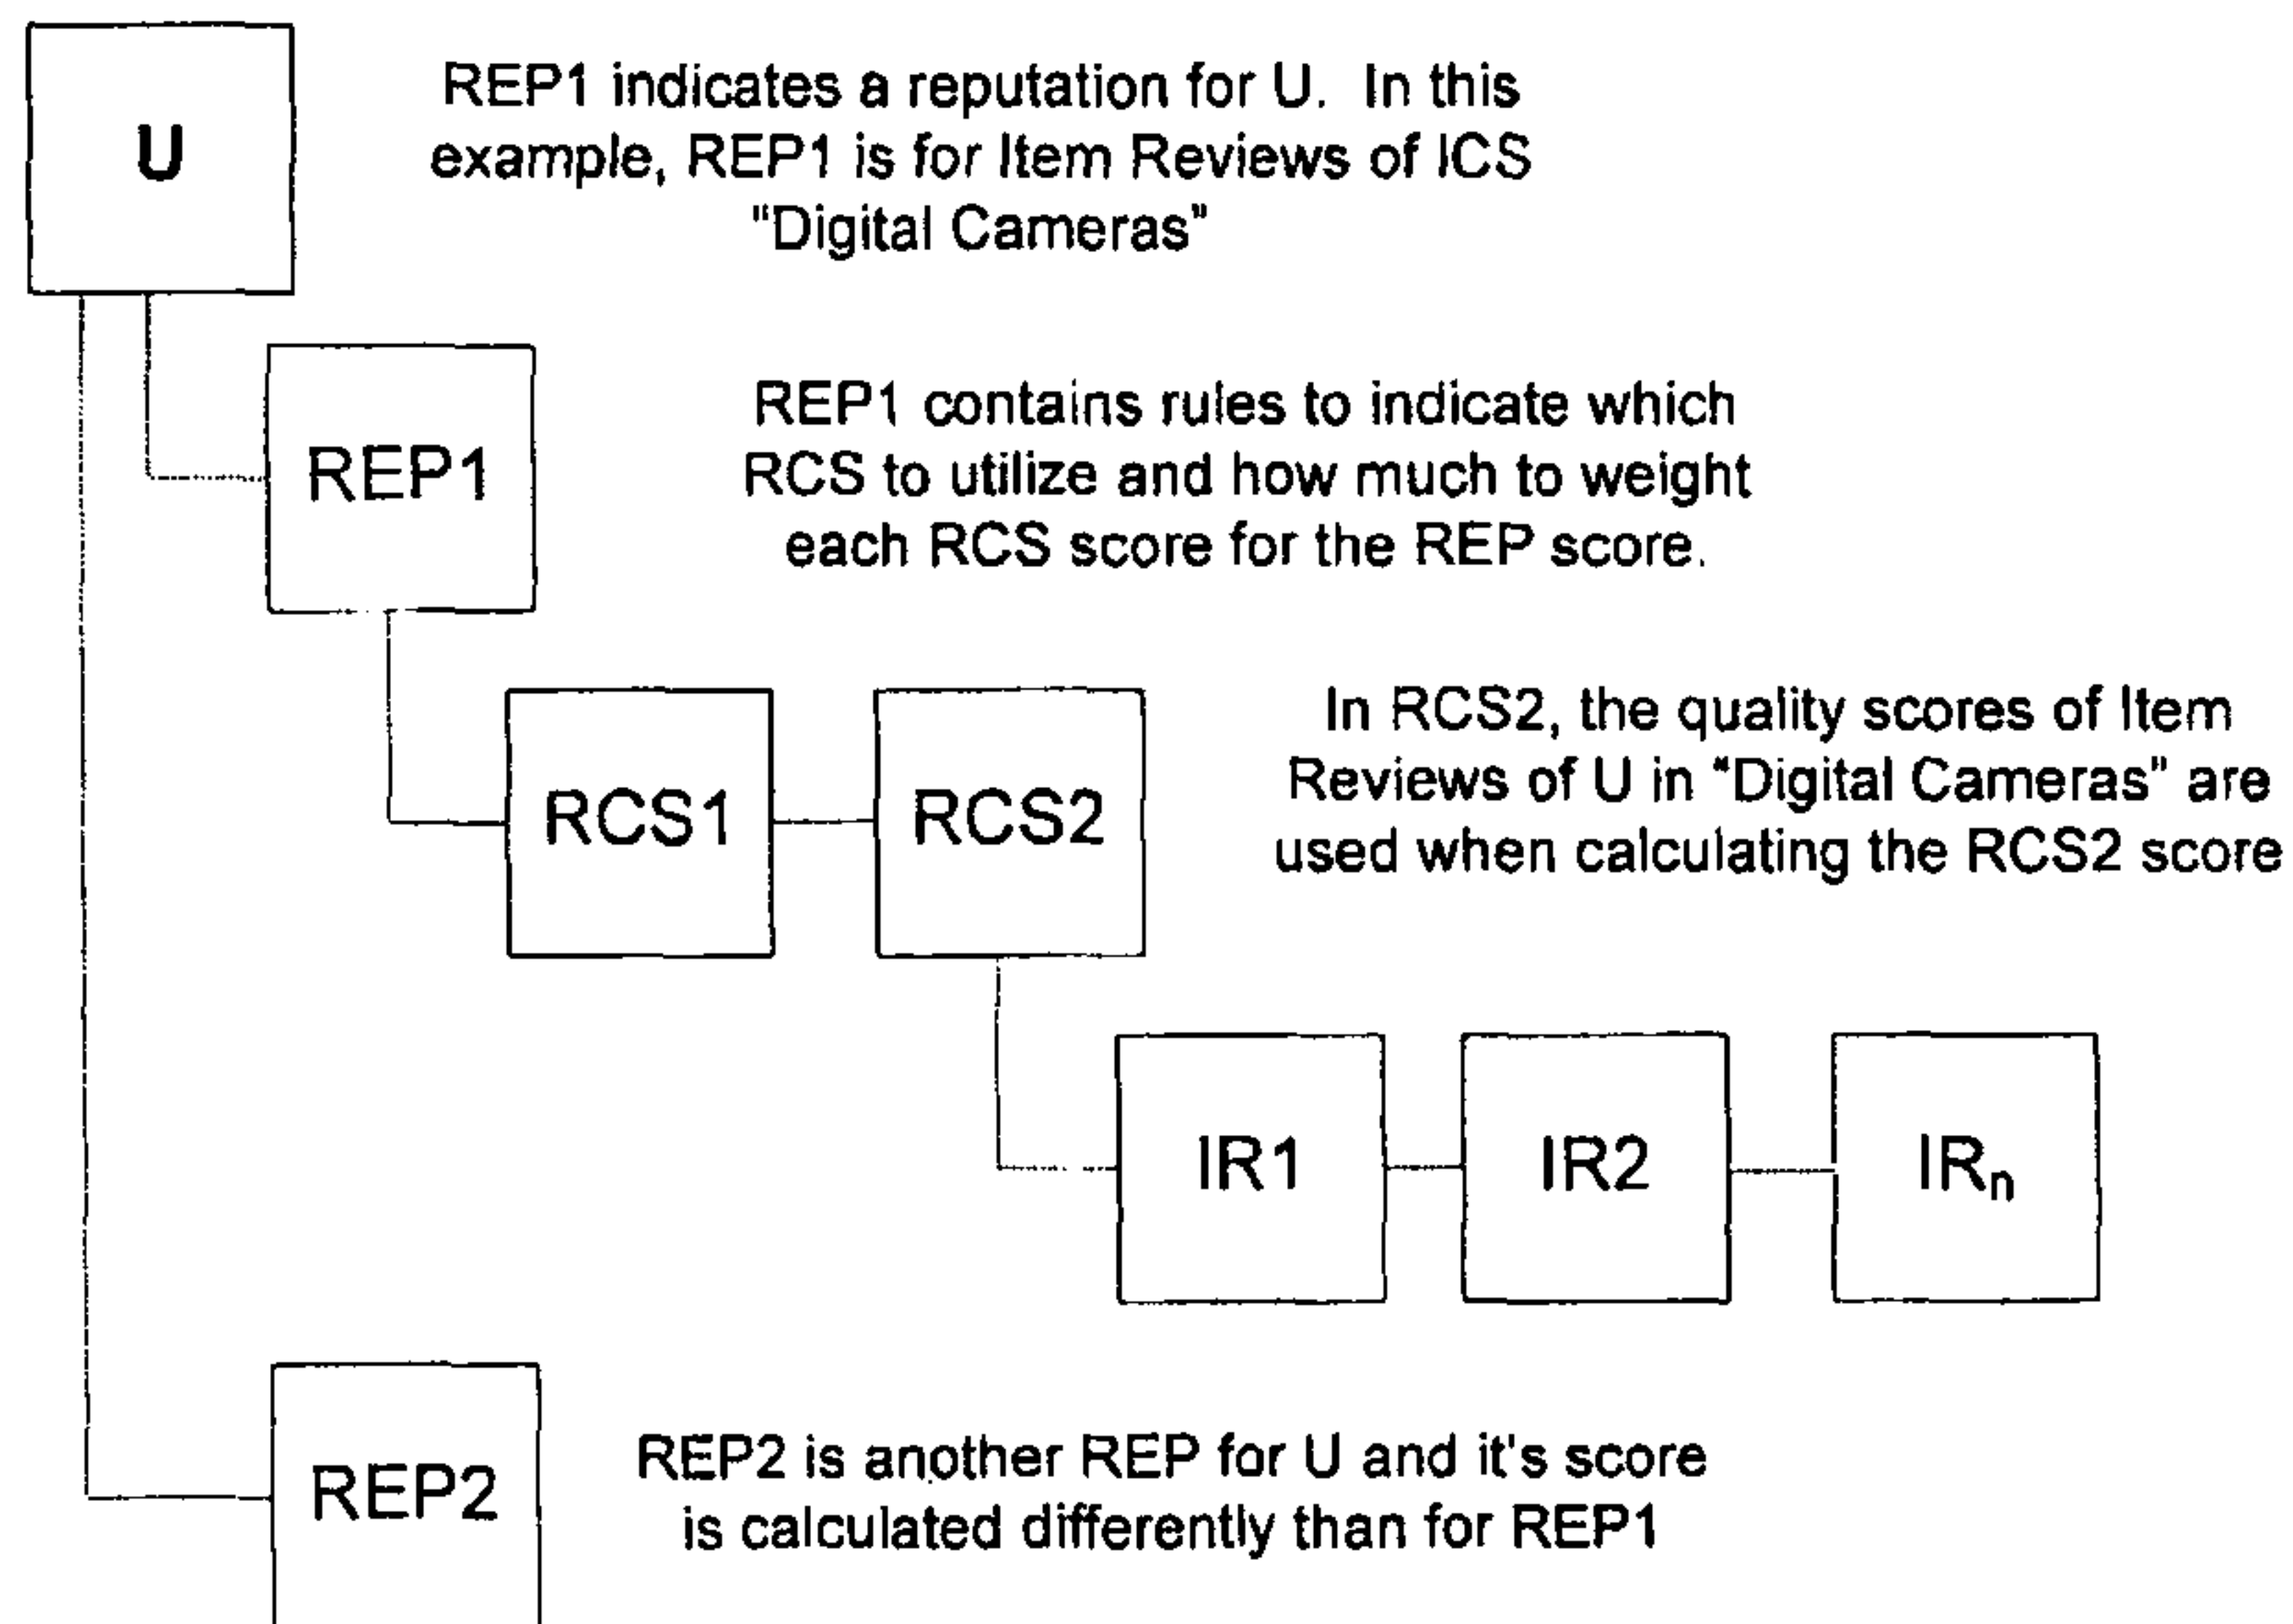 U
REP1 indicates a reputation for U. In this
example, REP1 is for Item Reviews of ICS
"Digital Cameras"
REP1
REP1 contains rules to indicate which
RCS to utilize and how much to weight
each RCS score for the REP score.
RCS1
RCS2
In RCS2, the quality scores of Item
Reviews of U in "Digital Cameras" are
used when calculating the RCS2 score
IR1
IR2
IRn
REP2
REP2 is another REP for U and it's score
is calculated differently than for REP1